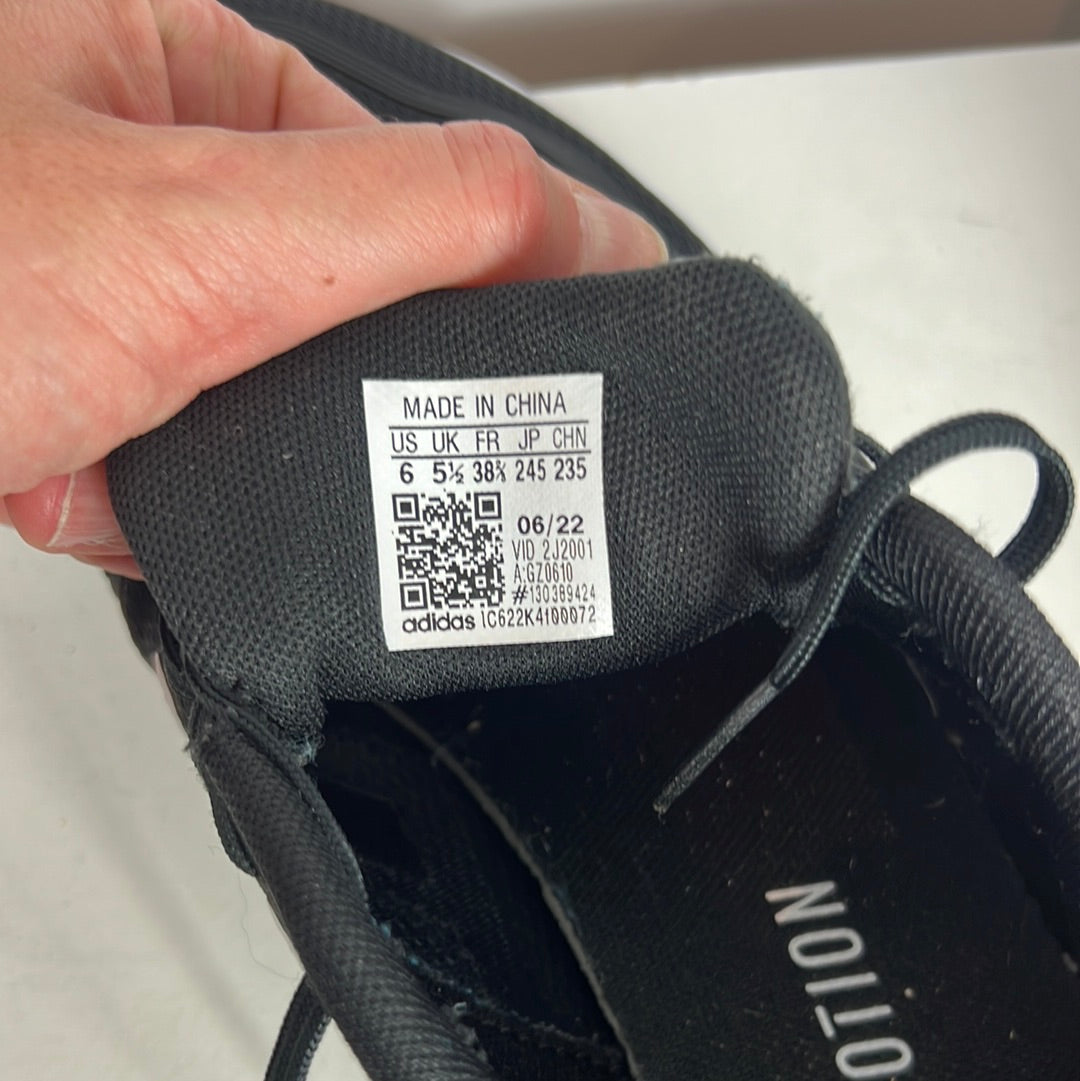 MADE IN CHINA
US UK FR JP CHN
6 5½ 38⅔ 245 235
06/22
VID 2J2001
A:GZ0610
#130389424
adidas 1C622K4100072
OTION